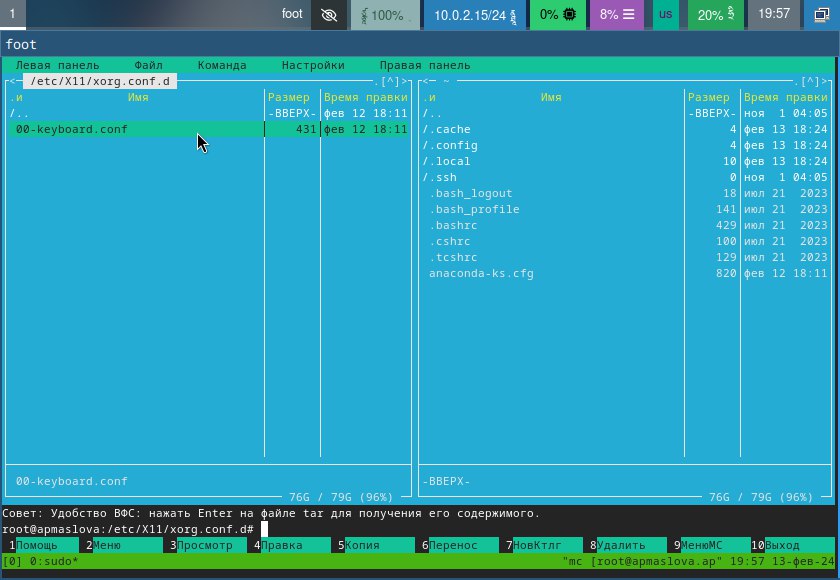 1 foot 100% 10.0.2.15/24 0% 8% us 20% 19:57
foot
Левая панель Файл Команда Настройки Правая панель
<─ /etc/X11/xorg.conf.d .[^]>
.и Имя Размер Время правки
/.. -ВВЕРХ- фев 12 18:11
00-keyboard.conf 431 фев 12 18:11
00-keyboard.conf
76G / 79G (96%)
<─ ~ .[^]>
.и Имя Размер Время правки
/.. -ВВЕРХ- ноя 1 04:05
/.cache 4 фев 13 18:24
/.config 4 фев 13 18:24
/.local 10 фев 13 18:24
/.ssh 0 ноя 1 04:05
.bash_logout 18 июл 21 2023
.bash_profile 141 июл 21 2023
.bashrc 429 июл 21 2023
.cshrc 100 июл 21 2023
.tcshrc 129 июл 21 2023
anaconda-ks.cfg 820 фев 12 18:11
-ВВЕРХ-
76G / 79G (96%)
Совет: Удобство ВФС: нажать Enter на файле tar для получения его содержимого.
root@apmaslova:/etc/X11/xorg.conf.d#
1Помощь 2Меню 3Просмотр 4Правка 5Копия 6Перенос 7НовКтлг 8Удалить 9МенюМС 10Выход
[0] 0:sudo* "mc [root@apmaslova.ap" 19:57 13-фев-24